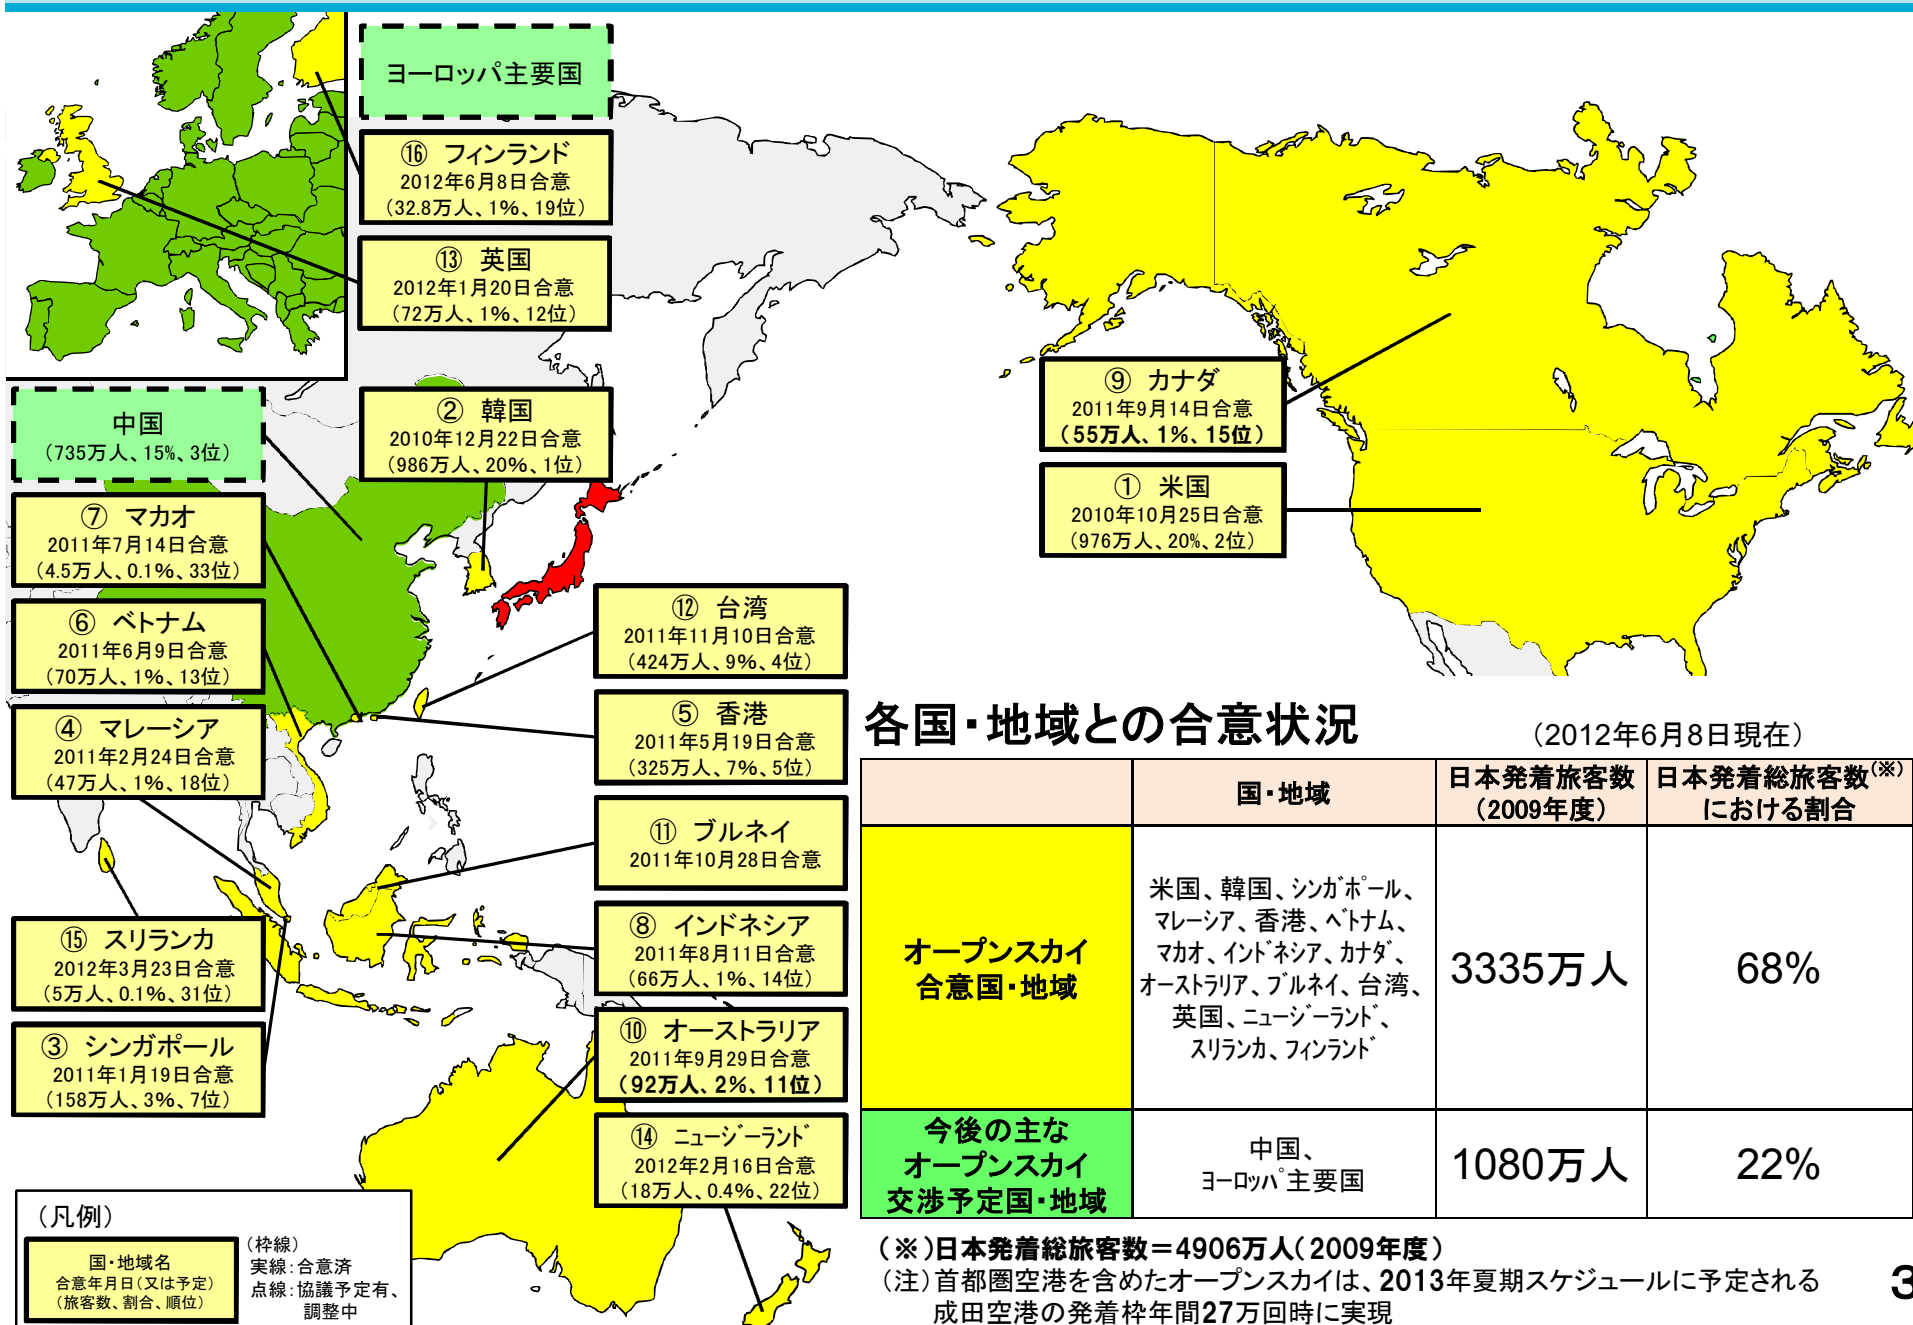 ヨーロッパ主要国
⑯ フィンランド
2012年6月8日合意
(32.8万人、1%、19位)
⑬ 英国
2012年1月20日合意
(72万人、1%、12位)
中国
(735万人、15%、3位)
② 韓国
2010年12月22日合意
(986万人、20%、1位)
⑨ カナダ
2011年9月14日合意
(55万人、1%、15位)
① 米国
2010年10月25日合意
(976万人、20%、2位)
⑦ マカオ
2011年7月14日合意
(4.5万人、0.1%、33位)
⑥ ベトナム
2011年6月9日合意
(70万人、1%、13位)
④ マレーシア
2011年2月24日合意
(47万人、1%、18位)
⑮ スリランカ
2012年3月23日合意
(5万人、0.1%、31位)
③ シンガポール
2011年1月19日合意
(158万人、3%、7位)
⑫ 台湾
2011年11月10日合意
(424万人、9%、4位)
⑤ 香港
2011年5月19日合意
(325万人、7%、5位)
⑪ ブルネイ
2011年10月28日合意
⑧ インドネシア
2011年8月11日合意
(66万人、1%、14位)
⑩ オーストラリア
2011年9月29日合意
(92万人、2%、11位)
⑭ ニュージーランド
2012年2月16日合意
(18万人、0.4%、22位)
(凡例)
国・地域名
合意年月日(又は予定)
(旅客数、割合、順位)
(枠線)
実線:合意済
点線:協議予定有、
調整中
各国・地域との合意状況
(2012年6月8日現在)
国・地域
日本発着旅客数
(2009年度)
日本発着総旅客数(※)
における割合
オープンスカイ
合意国・地域
米国、韓国、シンガポール、
マレーシア、香港、ベトナム、
マカオ、インドネシア、カナダ、
オーストラリア、ブルネイ、台湾、
英国、ニュージーランド、
スリランカ、フィンランド
3335万人
68%
今後の主な
オープンスカイ
交渉予定国・地域
中国、
ヨーロッパ主要国
1080万人
22%
(※)日本発着総旅客数=4906万人(2009年度)
(注)首都圏空港を含めたオープンスカイは、2013年夏期スケジュールに予定される
成田空港の発着枠年間27万回時に実現
3